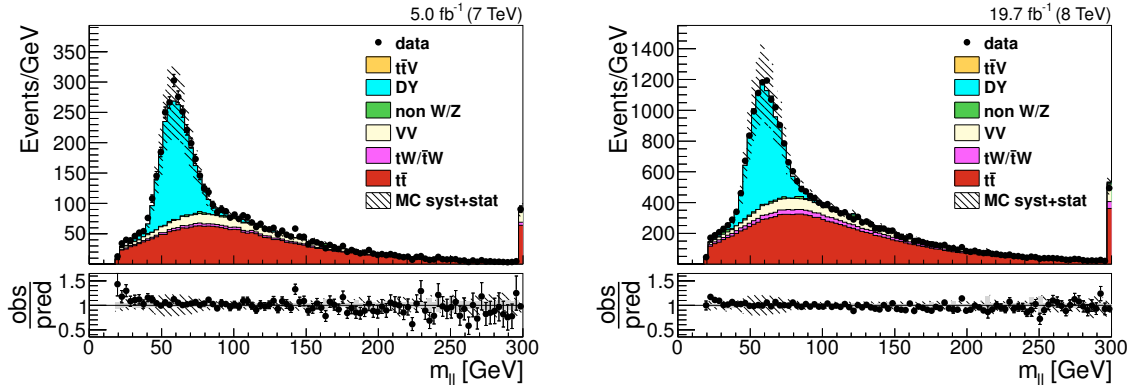 5.0 fb⁻¹ (7 TeV)
Events/GeV
350
300
250
200
150
100
50
data
tt̄V
DY
non W/Z
VV
tW/t̄W
tt̄
MC syst+stat
obs
pred
1.5
1
0.5
0 50 100 150 200 250 300
m_ll [GeV]
19.7 fb⁻¹ (8 TeV)
Events/GeV
1400
1200
1000
800
600
400
200
data
tt̄V
DY
non W/Z
VV
tW/t̄W
tt̄
MC syst+stat
obs
pred
1.5
1
0.5
0 50 100 150 200 250 300
m_ll [GeV]